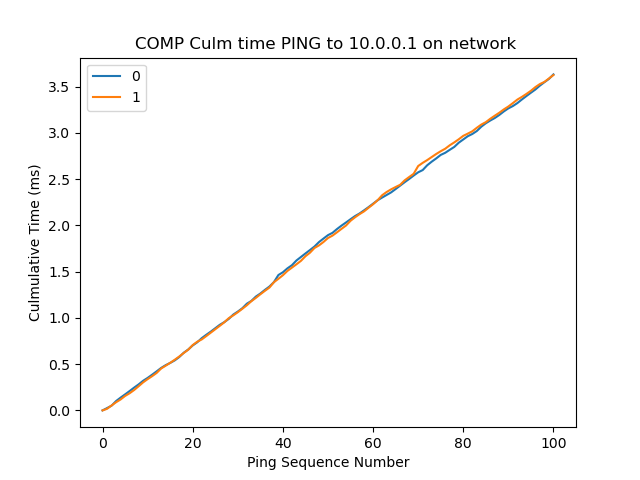 COMP Culm time PING to 10.0.0.1 on network
0
1
3.5
3.0
2.5
2.0
1.5
1.0
0.5
0.0
Culmulative Time (ms)
0 20 40 60 80 100
Ping Sequence Number